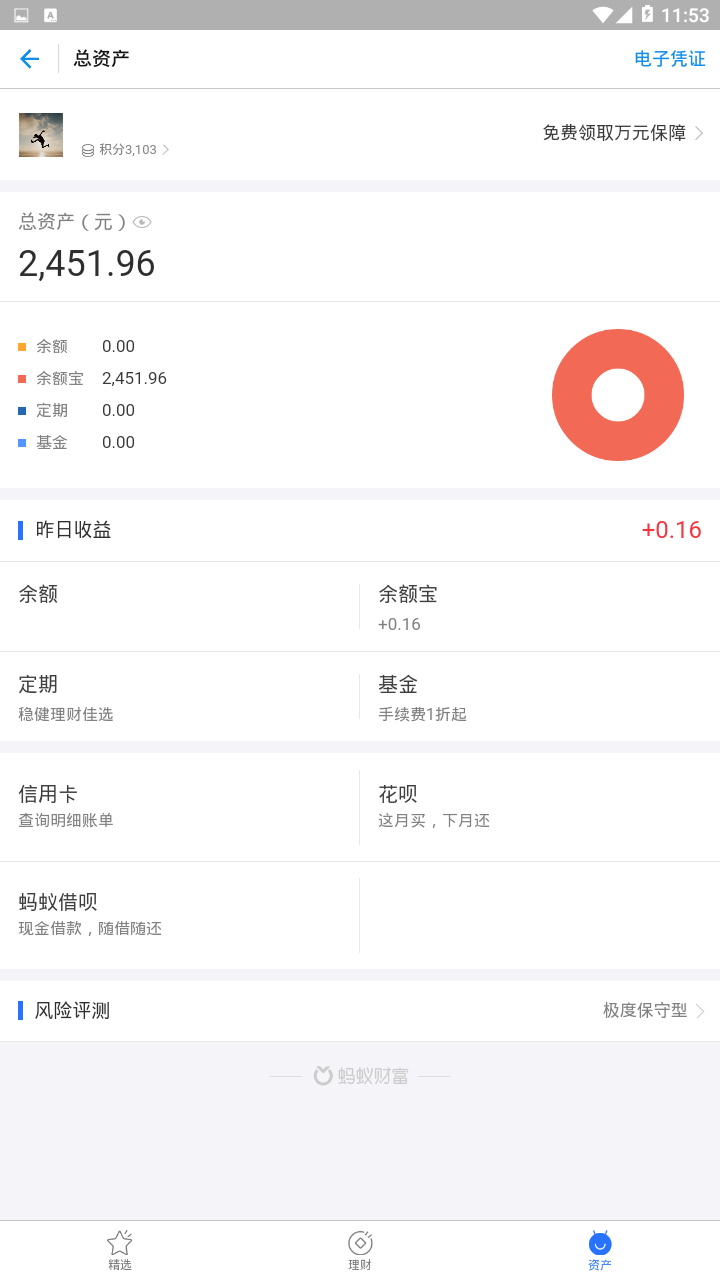 11:53
总资产
电子凭证
积分3,103
免费领取万元保障
总资产（元）
2,451.96
余额 0.00
余额宝 2,451.96
定期 0.00
基金 0.00
昨日收益 +0.16
余额
余额宝
+0.16
定期
稳健理财佳选
基金
手续费1折起
信用卡
查询明细账单
花呗
这月买，下月还
蚂蚁借呗
现金借款，随借随还
风险评测 极度保守型
蚂蚁财富
精选
理财
资产